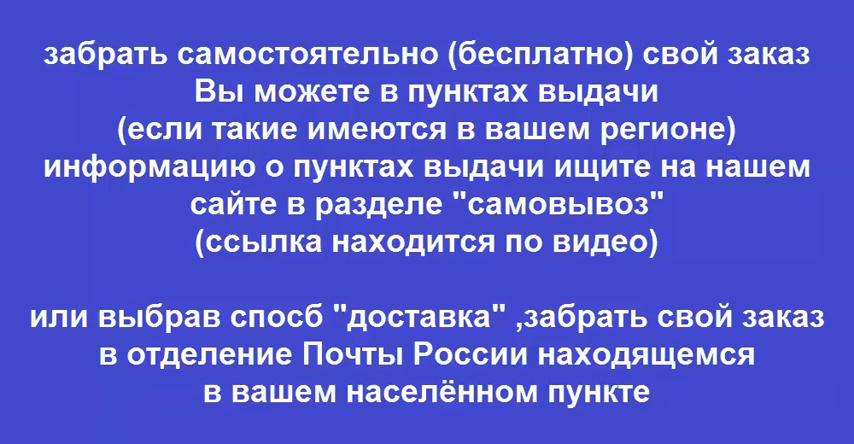 забрать самостоятельно (бесплатно) свой заказ
Вы можете в пунктах выдачи
(если такие имеются в вашем регионе)
информацию о пунктах выдачи ищите на нашем
сайте в разделе "самовывоз"
(ссылка находится по видео)
или выбрав спосб "доставка" ,забрать свой заказ
в отделение Почты России находящемся
в вашем населённом пункте